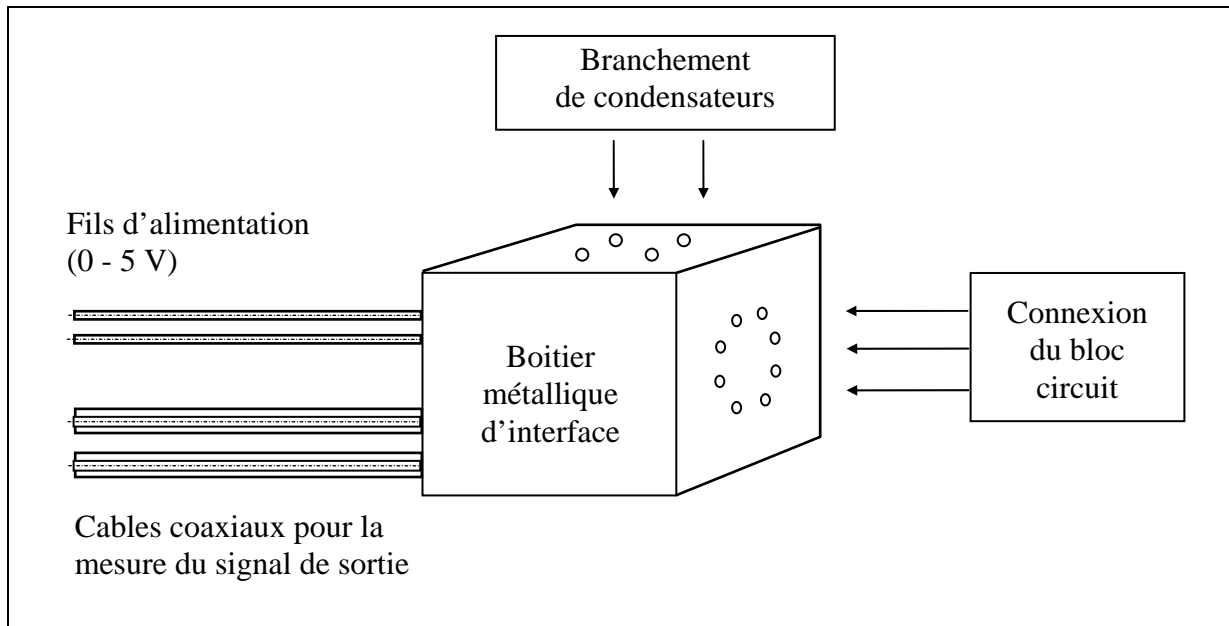 Branchement
de condensateurs
Fils d'alimentation
(0 - 5 V)
Boitier
métallique
d'interface
Connexion
du bloc
circuit
Cables coaxiaux pour la
mesure du signal de sortie